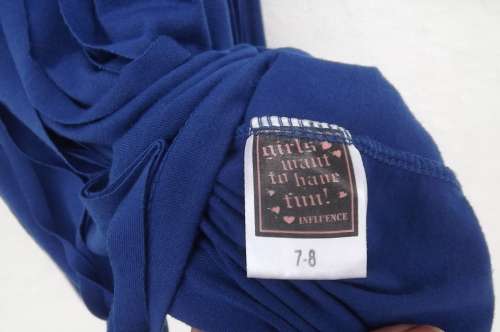 girls
want
to have
fun!
INFLUENCE
7-8